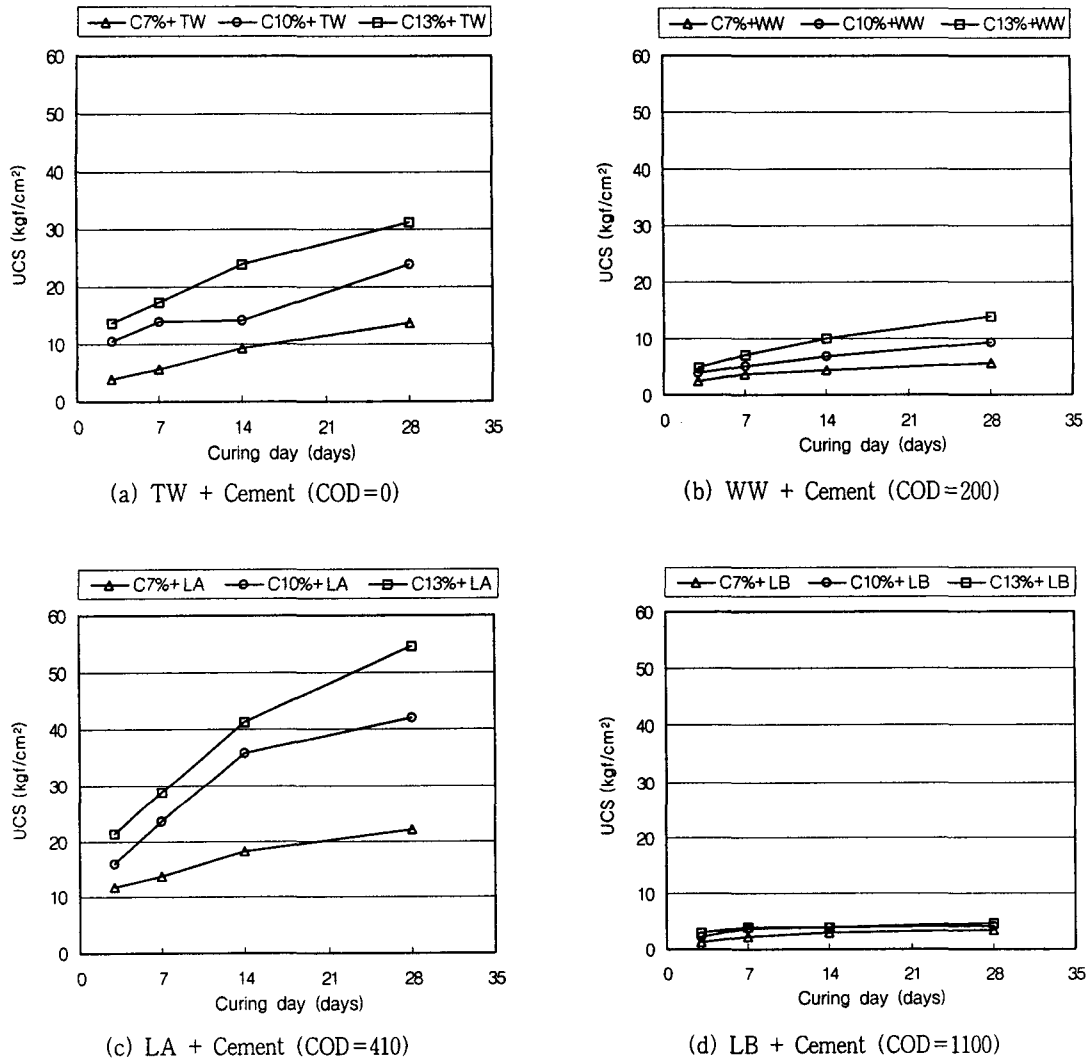 C7%+TW C10%+TW C13%+TW
60
50
40
30
20
10
0
UCS (kgf/cm²)
0 7 14 21 28 35
Curing day (days)
(a) TW + Cement (COD=0)
C7%+WW C10%+WW C13%+WW
60
50
40
30
20
10
0
UCS (kgf/cm²)
0 7 14 21 28 35
Curing day (days)
(b) WW + Cement (COD=200)
C7%+LA C10%+LA C13%+LA
60
50
40
30
20
10
0
UCS (kgf/cm²)
0 7 14 21 28 35
Curing day (days)
(c) LA + Cement (COD=410)
C7%+LB C10%+LB C13%+LB
60
50
40
30
20
10
0
UCS (kgf/cm²)
0 7 14 21 28 35
Curing day (days)
(d) LB + Cement (COD=1100)